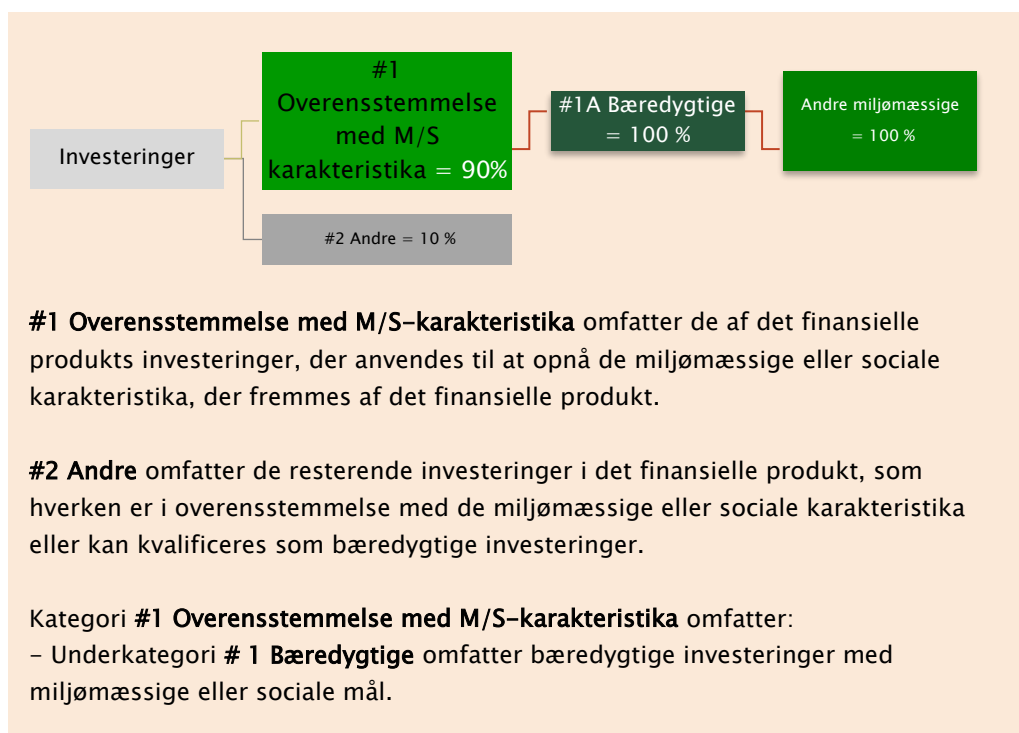 #1
Overensstemmelse
med M/S
karakteristika = 90%
#1A Bæredygtige
= 100 %
Andre miljømæssige
= 100 %
Investeringer
#2 Andre = 10 %
#1 Overensstemmelse med M/S-karakteristika omfatter de af det finansielle
produkts investeringer, der anvendes til at opnå de miljømæssige eller sociale
karakteristika, der fremmes af det finansielle produkt.
#2 Andre omfatter de resterende investeringer i det finansielle produkt, som
hverken er i overensstemmelse med de miljømæssige eller sociale karakteristika
eller kan kvalificeres som bæredygtige investeringer.
Kategori #1 Overensstemmelse med M/S-karakteristika omfatter:
- Underkategori # 1 Bæredygtige omfatter bæredygtige investeringer med
miljømæssige eller sociale mål.